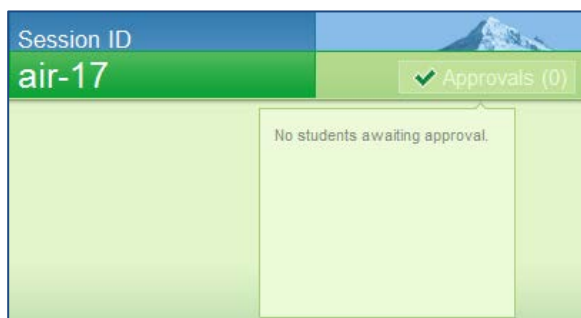 Session ID
air-17
Approvals (0)
No students awaiting approval.